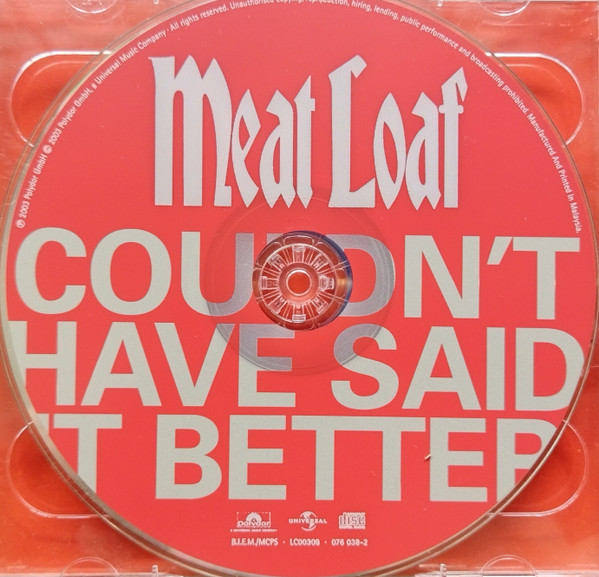 ℗ 2003 Polydor GmbH © 2003 Polydor GmbH, a Universal Music Company · All rights reserved. Unauthorised copying, reproduction, hiring, lending, public performance and broadcasting prohibited. Manufactured And Printed In Malaysia.
Meat Loaf
COULDN'T
HAVE SAID
IT BETTER
Polydor
UNIVERSAL
COMPACT disc
B.I.E.M./MCPS · LC00309 · 076 038-2